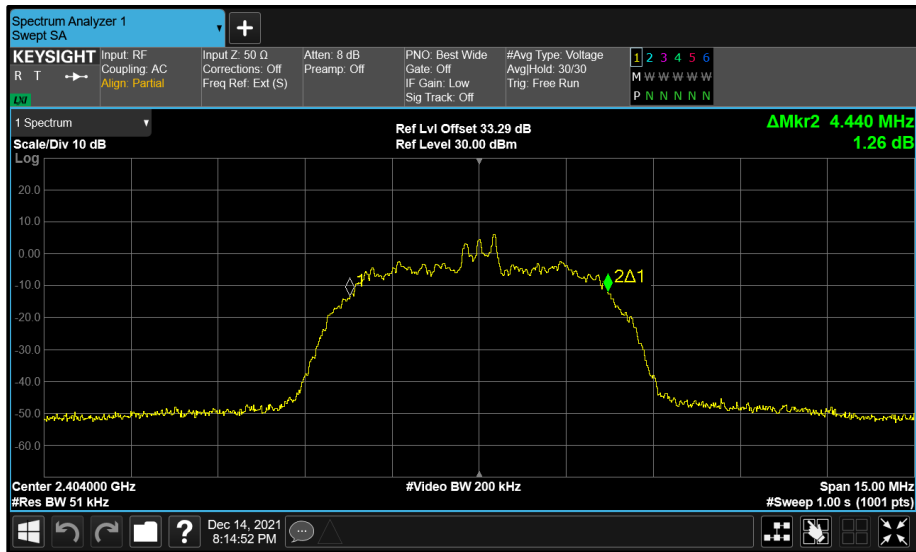 Spectrum Analyzer 1
Swept SA
+
KEYSIGHT
R T
LXI
Input: RF
Coupling: AC
Align: Partial
Input Z: 50 Ω
Corrections: Off
Freq Ref: Ext (S)
Atten: 8 dB
Preamp: Off
PNO: Best Wide
Gate: Off
IF Gain: Low
Sig Track: Off
#Avg Type: Voltage
Avg|Hold: 30/30
Trig: Free Run
1 2 3 4 5 6
M W W W W W
P N N N N N
1 Spectrum
Scale/Div 10 dB
Ref Lvl Offset 33.29 dB
Ref Level 30.00 dBm
ΔMkr2 4.440 MHz
1.26 dB
Log
20.0
10.0
0.00
-10.0
-20.0
-30.0
-40.0
-50.0
-60.0
1
2Δ1
Center 2.404000 GHz
#Res BW 51 kHz
#Video BW 200 kHz
Span 15.00 MHz
#Sweep 1.00 s (1001 pts)
?
Dec 14, 2021
8:14:52 PM